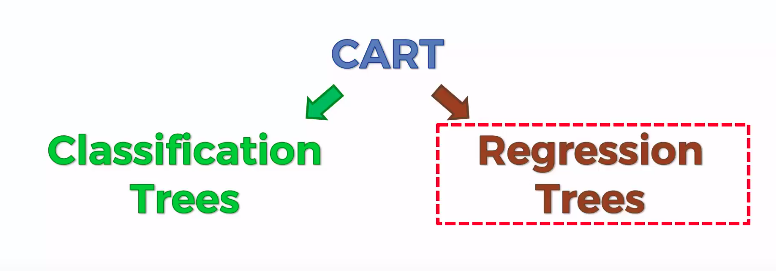 CART
Classification
Trees
Regression
Trees